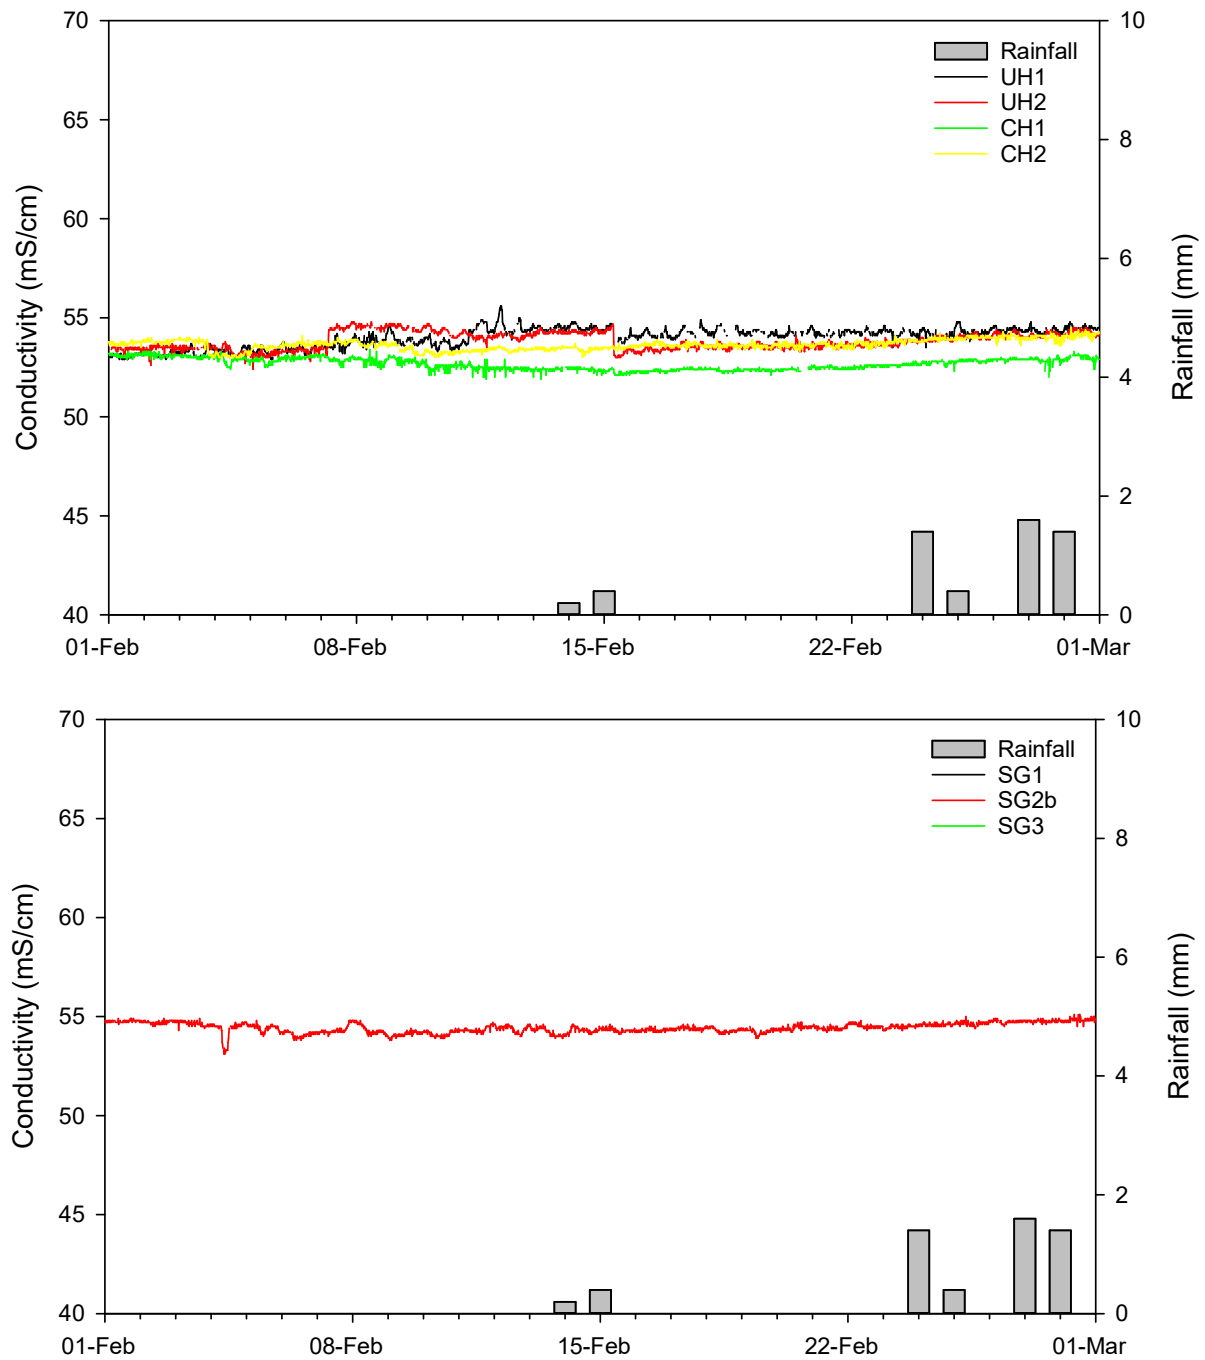 70
65
60
55
50
45
40
Conductivity (mS/cm)
10
8
6
4
2
0
Rainfall (mm)
Rainfall
UH1
UH2
CH1
CH2
01-Feb
08-Feb
15-Feb
22-Feb
01-Mar
70
65
60
55
50
45
40
Conductivity (mS/cm)
10
8
6
4
2
0
Rainfall (mm)
Rainfall
SG1
SG2b
SG3
01-Feb
08-Feb
15-Feb
22-Feb
01-Mar